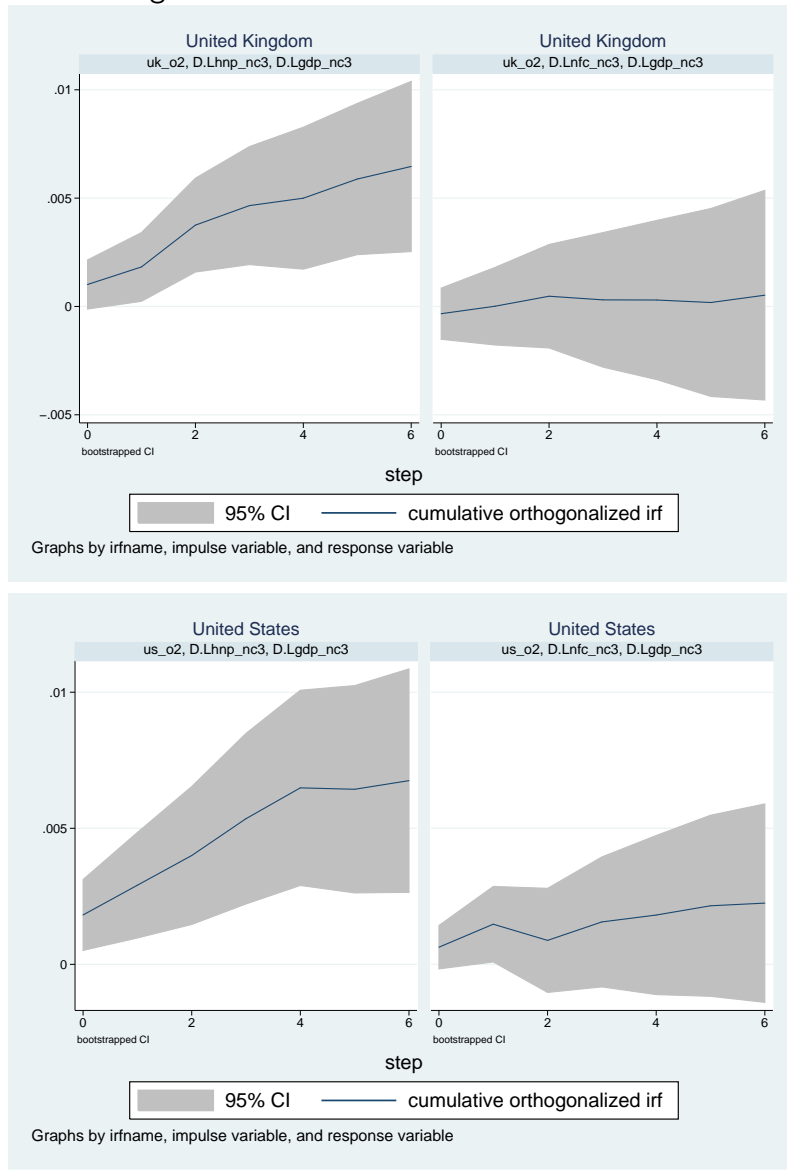 United Kingdom
uk_o2, D.Lhnp_nc3, D.Lgdp_nc3
United Kingdom
uk_o2, D.Lnfc_nc3, D.Lgdp_nc3
.01
.005
0
−.005
0 2 4 6
bootstrapped CI
0 2 4 6
bootstrapped CI
step
95% CI cumulative orthogonalized irf
Graphs by irfname, impulse variable, and response variable
United States
us_o2, D.Lhnp_nc3, D.Lgdp_nc3
United States
us_o2, D.Lnfc_nc3, D.Lgdp_nc3
.01
.005
0
0 2 4 6
bootstrapped CI
0 2 4 6
bootstrapped CI
step
95% CI cumulative orthogonalized irf
Graphs by irfname, impulse variable, and response variable